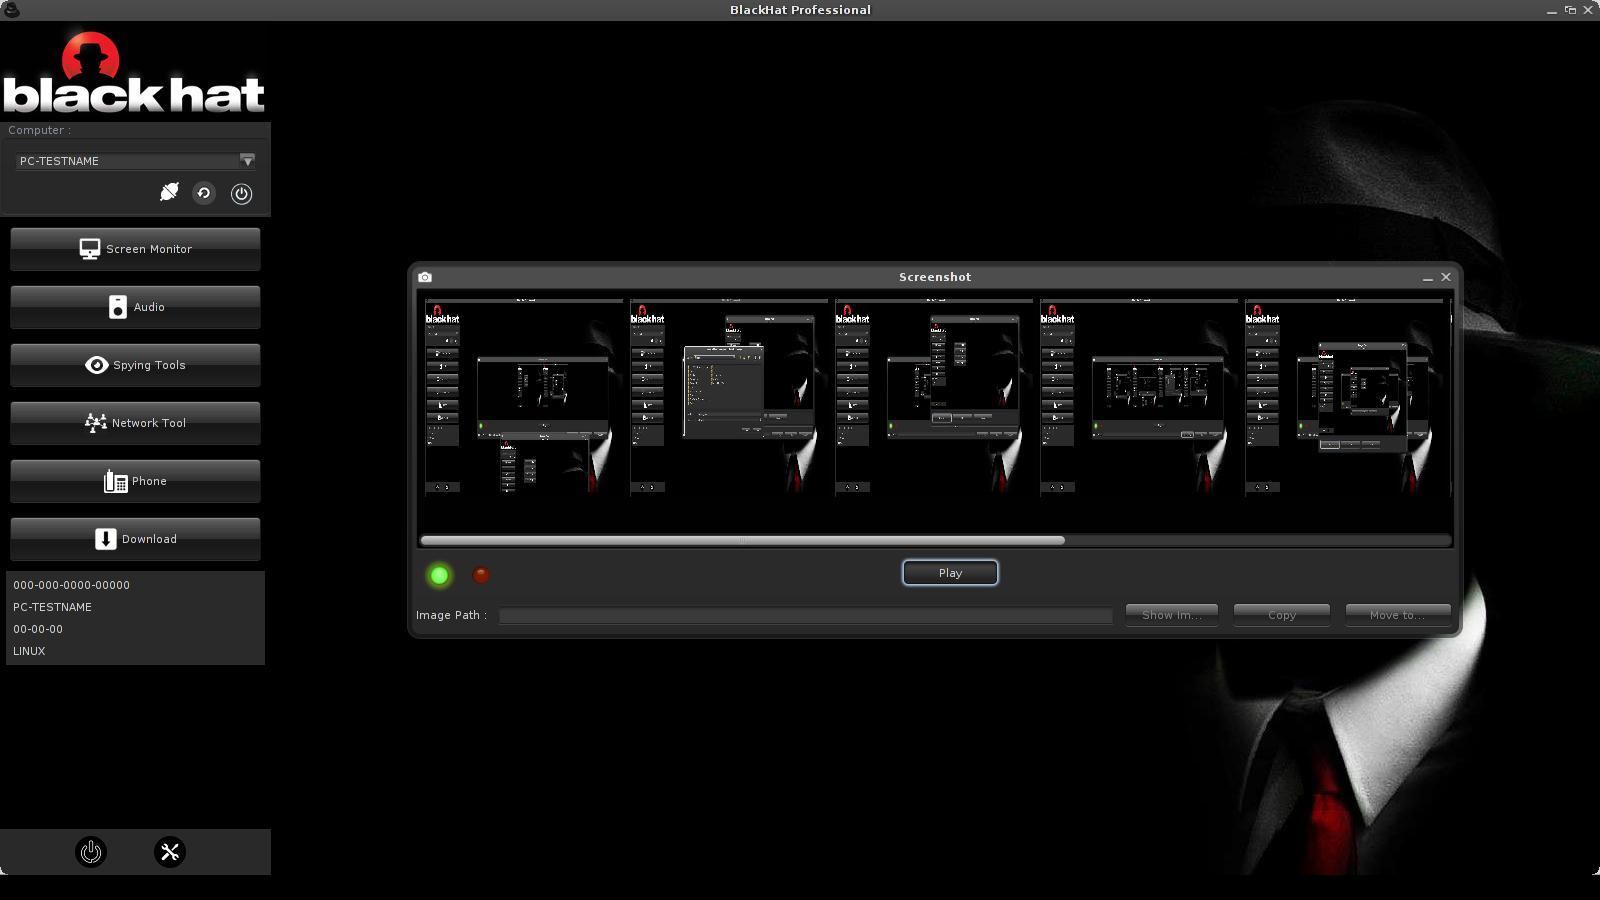 BlackHat Professional
black hat
Computer :
PC-TESTNAME
Screen Monitor
Audio
Spying Tools
Network Tool
Phone
Download
000-000-0000-00000
PC-TESTNAME
00-00-00
LINUX
Screenshot
blackhat
blackhat
blackhat
blackhat
blackhat
Play
Image Path :
Show Im...
Copy
Move to...